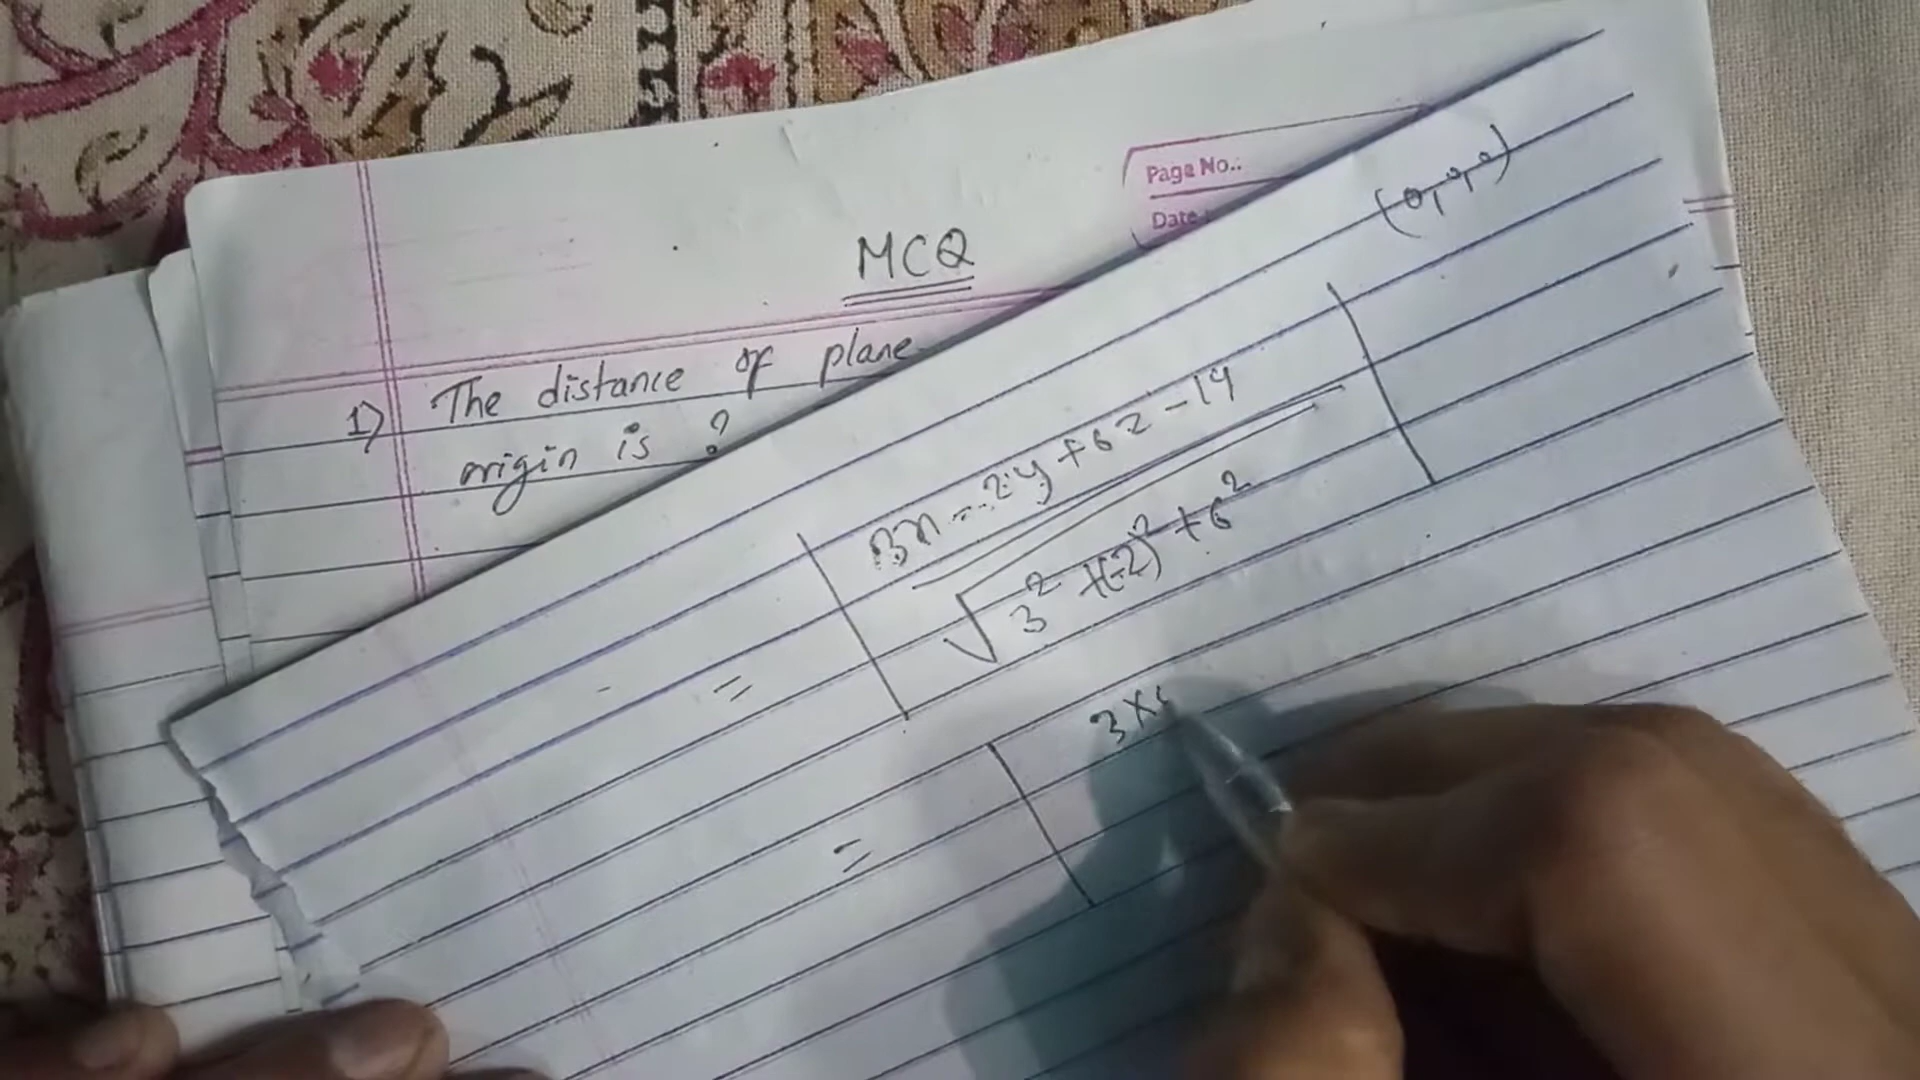 Page No.:
Date
MCQ
1) The distance of plane
origin is ?
(0,0,0)
3x-2y+6z-14
√3²+(-2)²+6²
=
=
3×